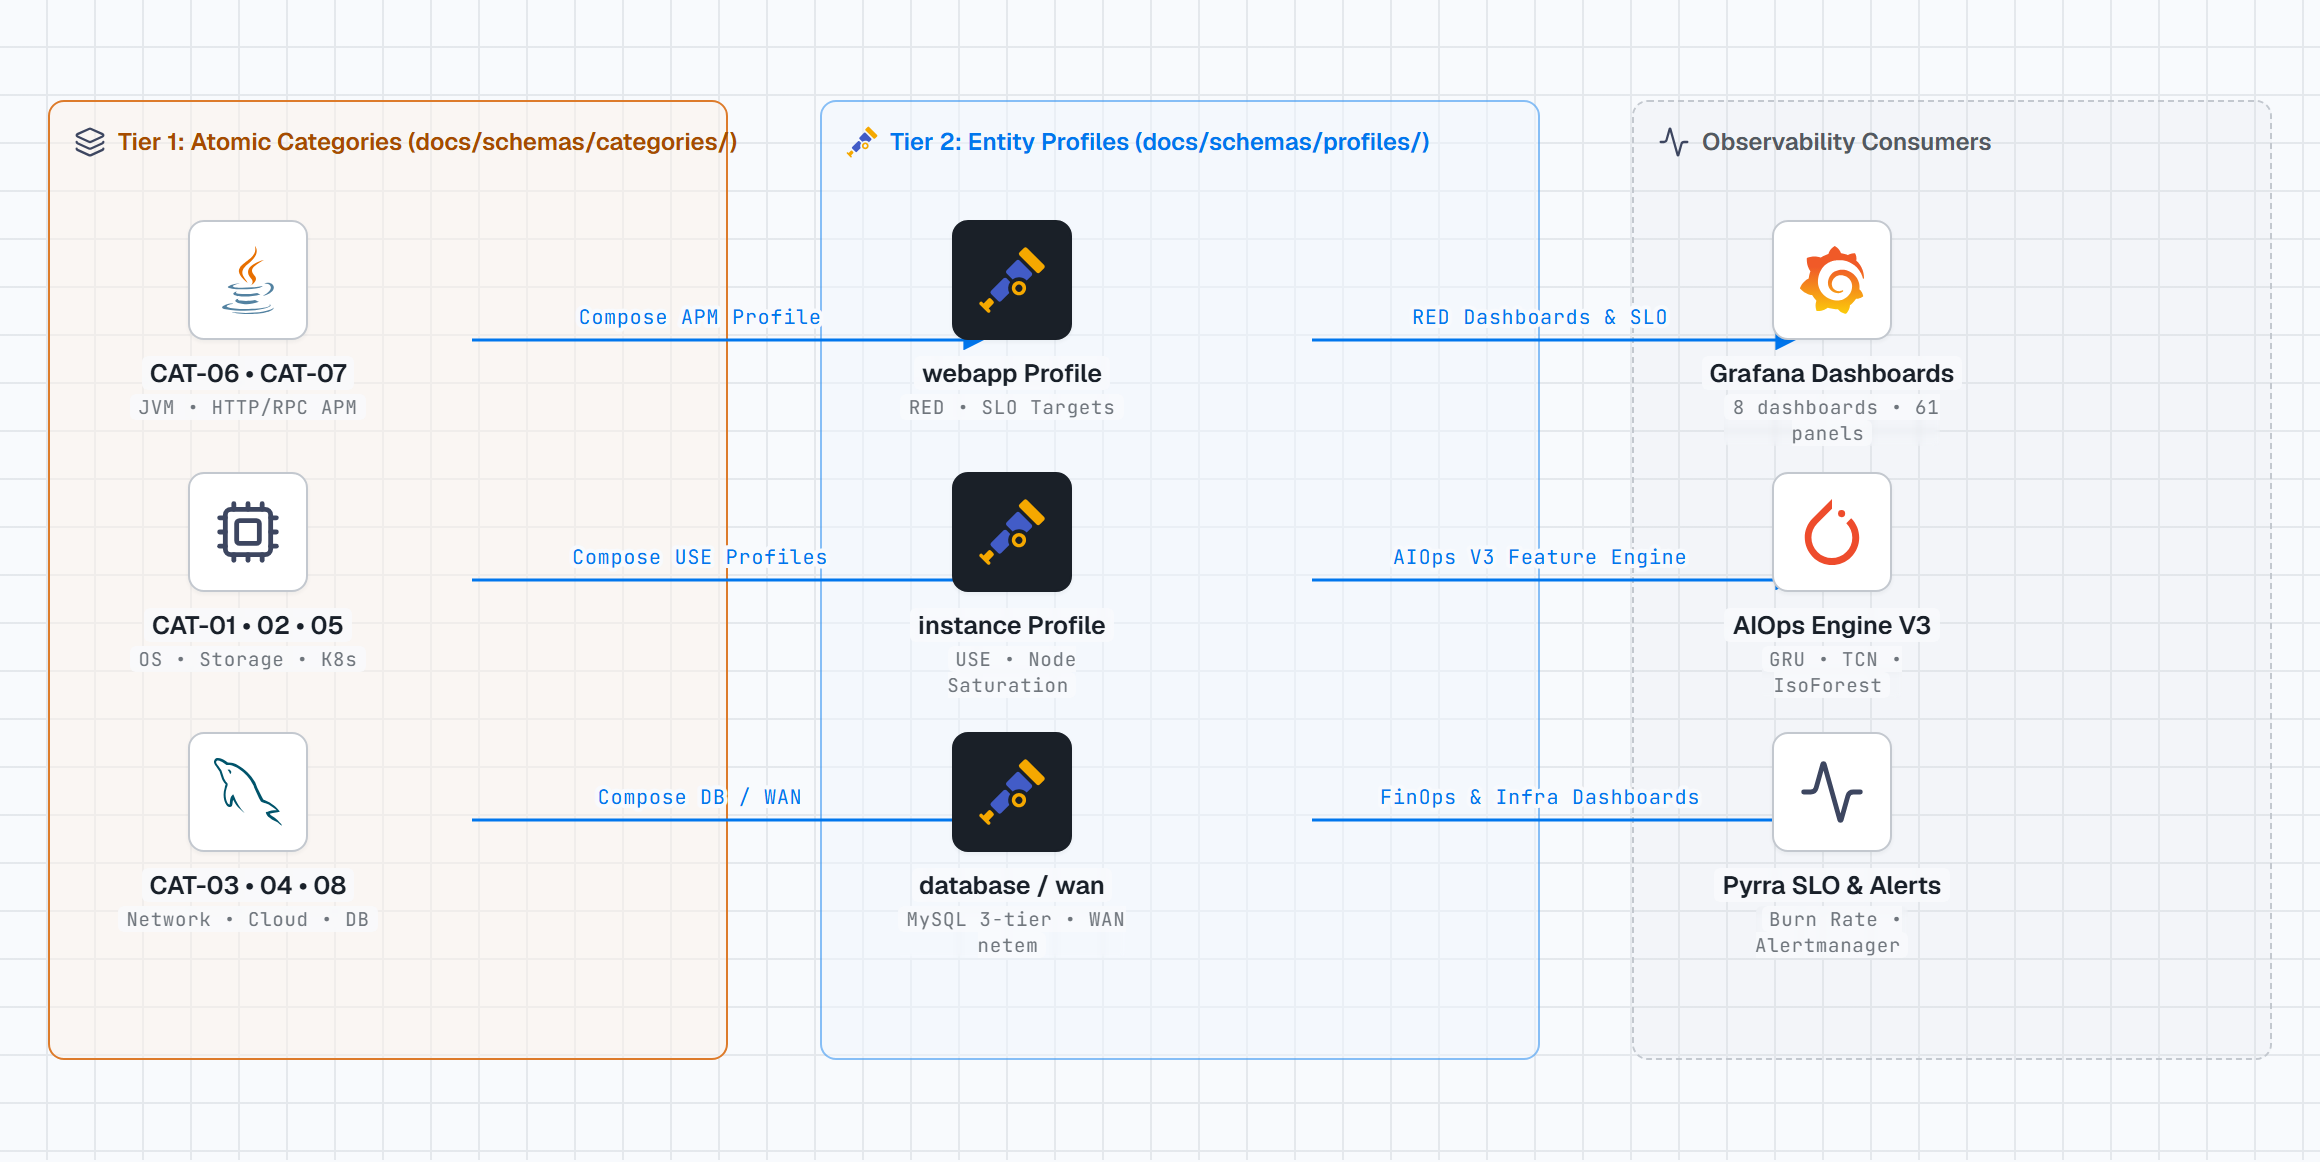 Tier 1: Atomic Categories (docs/schemas/categories/)
Tier 2: Entity Profiles (docs/schemas/profiles/)
Observability Consumers
Compose APM Profile
RED Dashboards & SLO
CAT-06 • CAT-07
JVM • HTTP/RPC APM
webapp Profile
RED • SLO Targets
Grafana Dashboards
8 dashboards • 61
panels
Compose USE Profiles
AIOps V3 Feature Engine
CAT-01 • 02 • 05
OS • Storage • K8s
instance Profile
USE • Node
Saturation
AIOps Engine V3
GRU • TCN •
IsoForest
Compose DB / WAN
FinOps & Infra Dashboards
CAT-03 • 04 • 08
Network • Cloud • DB
database / wan
MySQL 3-tier • WAN
netem
Pyrra SLO & Alerts
Burn Rate •
Alertmanager